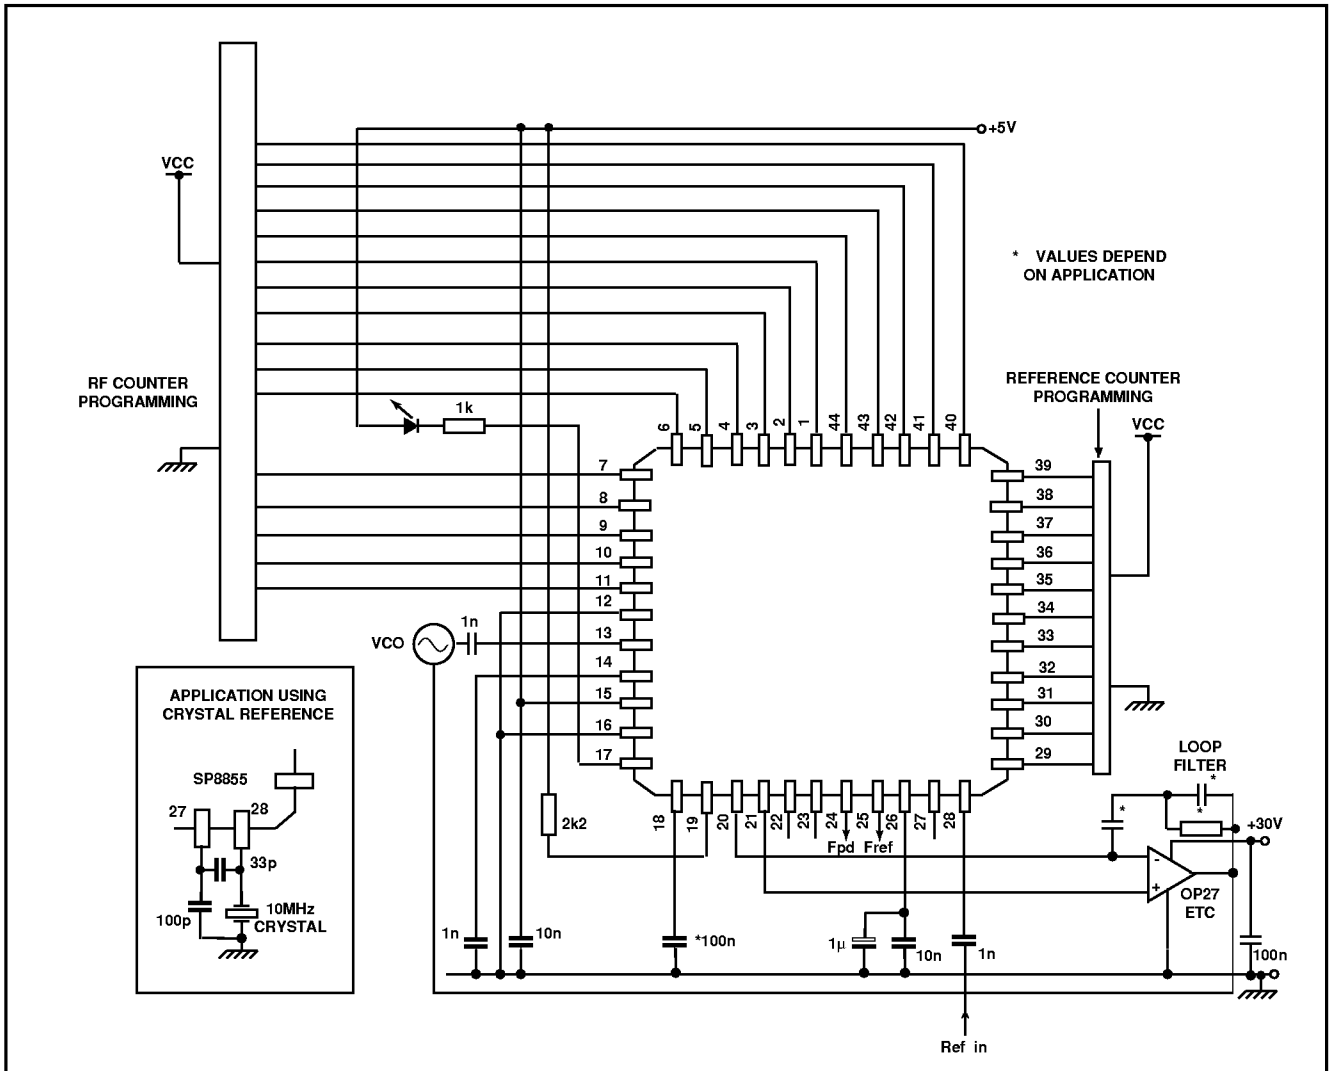 +5V
VCC
* VALUES DEPEND
ON APPLICATION
RF COUNTER
PROGRAMMING
REFERENCE COUNTER
PROGRAMMING
VCC
1k
6
5
4
3
2
1
44
43
42
41
40
7
8
9
10
11
12
13
14
15
16
17
39
38
37
36
35
34
33
32
31
30
29
VCO
1n
APPLICATION USING
CRYSTAL REFERENCE
SP8855
27
28
33p
100p
10MHz
CRYSTAL
LOOP
FILTER
*
*
*
2k2
18
19
20
21
22
23
24
25
26
27
28
Fpd
Fref
+30V
-
+
OP27
ETC
1n
10n
*100n
1µ
10n
1n
100n
Ref in